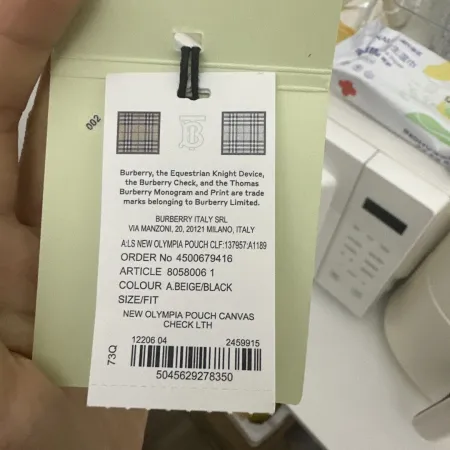 002
Burberry, the Equestrian Knight Device,
the Burberry Check, and the Thomas
Burberry Monogram and Print are trade
marks belonging to Burberry Limited.
BURBERRY ITALY SRL
VIA MANZONI, 20, 20121 MILANO, ITALY
A:LS NEW OLYMPIA POUCH CLF:137957:A1189
ORDER No 4500679416
ARTICLE 8058006 1
COLOUR A.BEIGE/BLACK
SIZE/FIT
NEW OLYMPIA POUCH CANVAS
CHECK LTH
73Q
12206 04 2459915
5045629278350